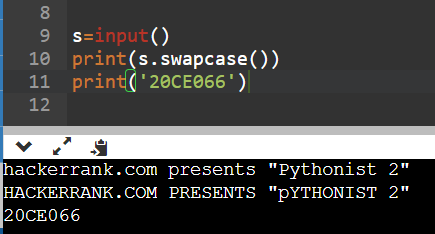 8
9 s=input()
10 print(s.swapcase())
11 print('20CE066')
12
hackerrank.com presents "Pythonist 2"
HACKERRANK.COM PRESENTS "pYTHONIST 2"
20CE066